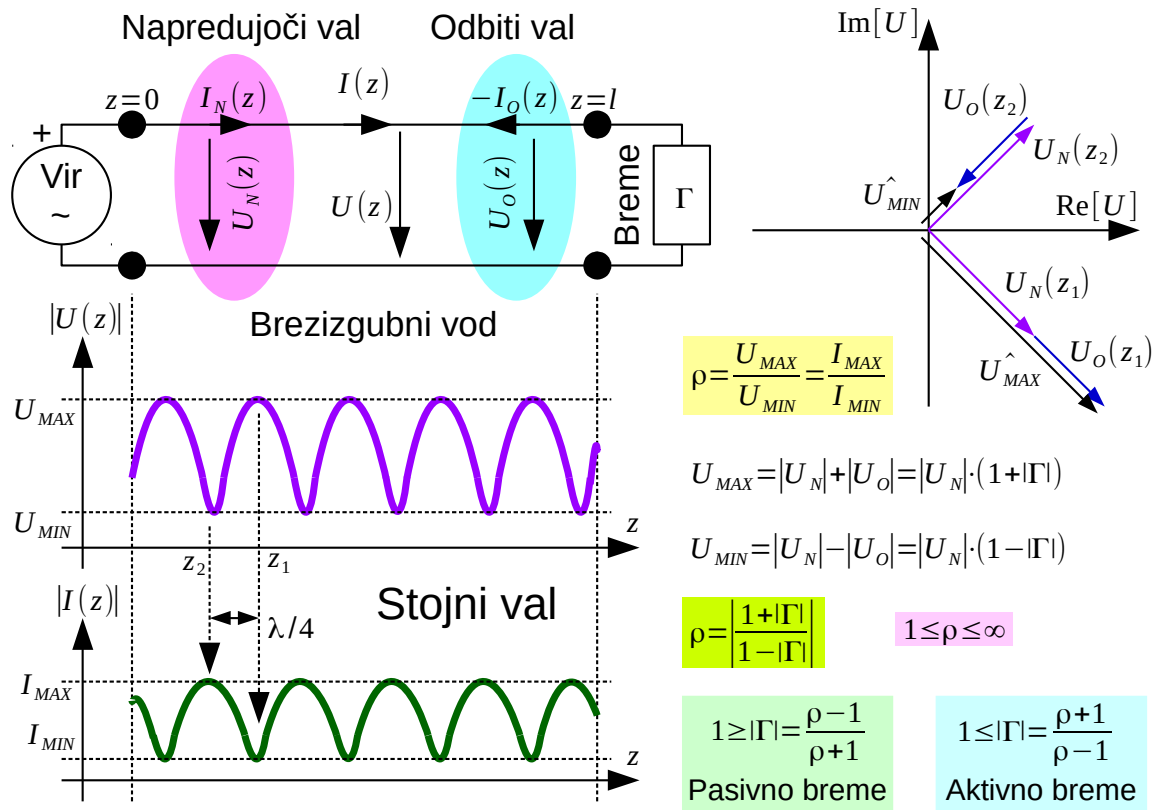 Napredujoči val
Odbiti val
z=0
I_N(z)
I(z)
−I_O(z)
z=l
+
Vir
~
U_N(z)
U(z)
U_O(z)
Breme
Γ
Brezizgubni vod
Im[U]
U_O(z_2)
U_N(z_2)
Û_MIN
Re[U]
U_N(z_1)
U_O(z_1)
Û_MAX
|U(z)|
U_MAX
U_MIN
z
z_2
z_1
|I(z)|
Stojni val
λ/4
I_MAX
I_MIN
z
ρ=U_MAX/U_MIN=I_MAX/I_MIN
U_MAX=|U_N|+|U_O|=|U_N|·(1+|Γ|)
U_MIN=|U_N|−|U_O|=|U_N|·(1−|Γ|)
ρ=|(1+|Γ|)/(1−|Γ|)|
1≤ρ≤∞
1≥|Γ|=(ρ−1)/(ρ+1)
Pasivno breme
1≤|Γ|=(ρ+1)/(ρ−1)
Aktivno breme